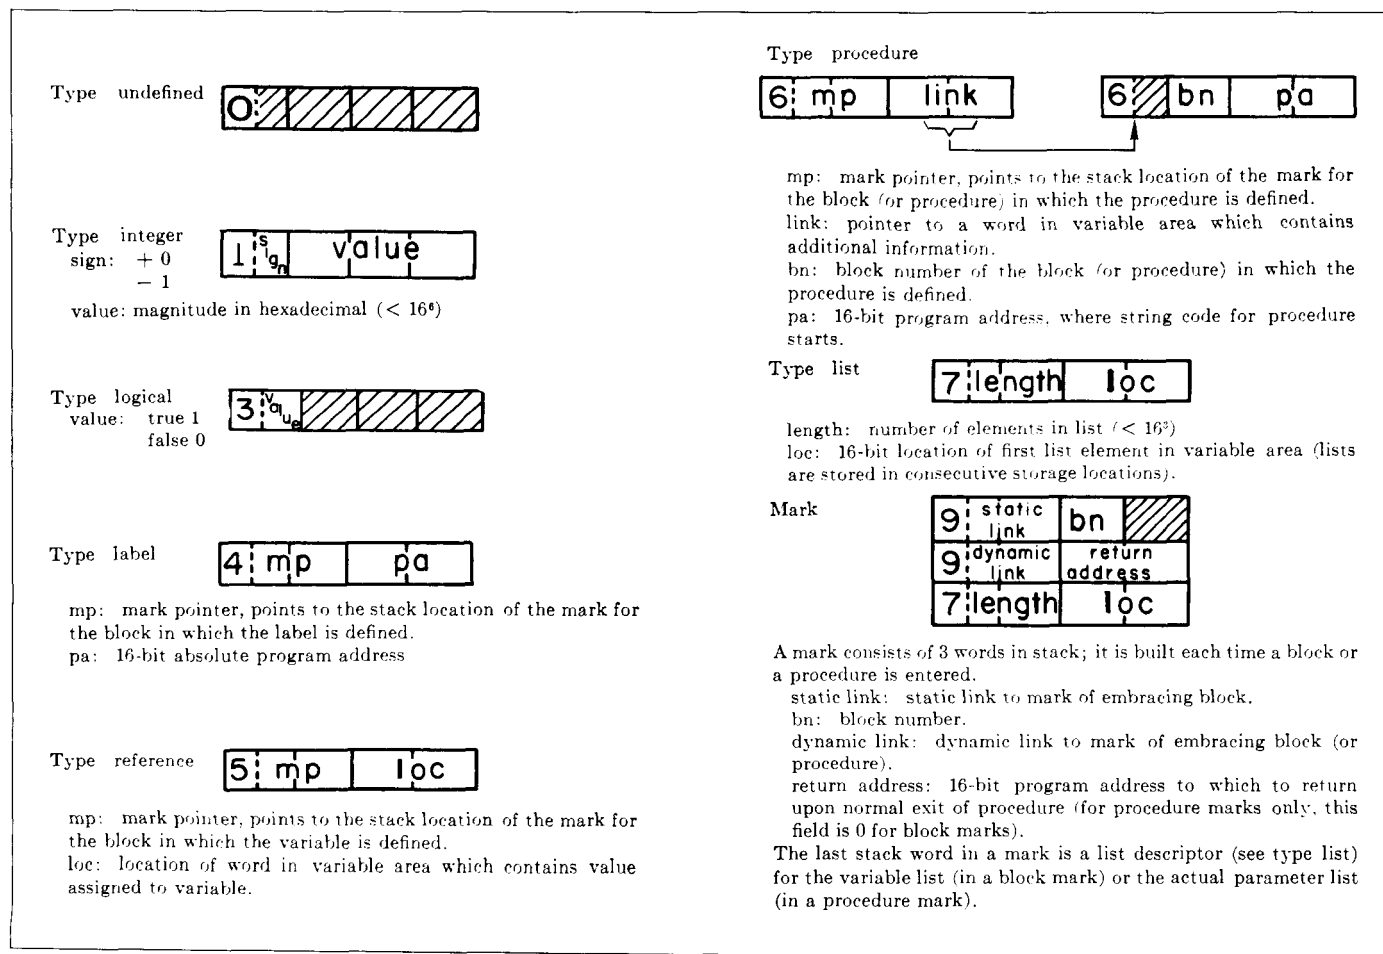 Type undefined
0
Type integer
sign: + 0
− 1
1 sign value
value: magnitude in hexadecimal (< 16⁶)
Type logical
value: true 1
false 0
3 value
Type label
4 mp pa
mp: mark pointer, points to the stack location of the mark for
the block in which the label is defined.
pa: 16-bit absolute program address
Type reference
5 mp loc
mp: mark pointer, points to the stack location of the mark for
the block in which the variable is defined.
loc: location of word in variable area which contains value
assigned to variable.
Type procedure
6 mp link
6 bn pa
mp: mark pointer, points to the stack location of the mark for
the block (or procedure) in which the procedure is defined.
link: pointer to a word in variable area which contains
additional information.
bn: block number of the block (or procedure) in which the
procedure is defined.
pa: 16-bit program address, where string code for procedure
starts.
Type list
7 length loc
length: number of elements in list (< 16³)
loc: 16-bit location of first list element in variable area (lists
are stored in consecutive storage locations).
Mark
9 static link bn
9 dynamic link return address
7 length loc
A mark consists of 3 words in stack; it is built each time a block or
a procedure is entered.
static link: static link to mark of embracing block.
bn: block number.
dynamic link: dynamic link to mark of embracing block (or
procedure).
return address: 16-bit program address to which to return
upon normal exit of procedure (for procedure marks only, this
field is 0 for block marks).
The last stack word in a mark is a list descriptor (see type list)
for the variable list (in a block mark) or the actual parameter list
(in a procedure mark).